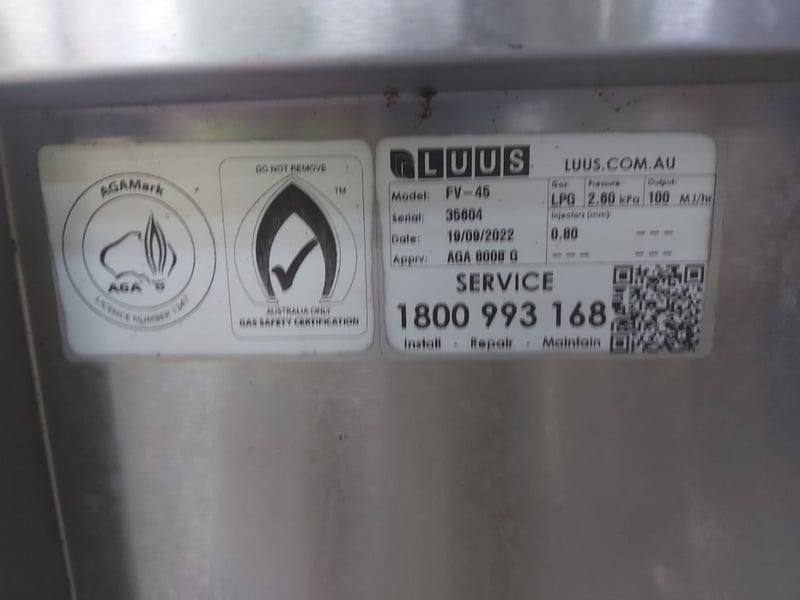 AGAMark
AGA
LICENCE NUMBER
DO NOT REMOVE
TM
AUSTRALIA ONLY
GAS SAFETY CERTIFICATION
LUUS LUUS.COM.AU
Model: FV-45
Serial: 35604
Date: 19/09/2022
Apprv: AGA 8008 G
Gas: Pressure: Output:
LPG 2.60 kPa 100 MJ/hr
Injectors (mm):
0.80 ---
--- ---
SERVICE
1800 993 168
Install - Repair - Maintain